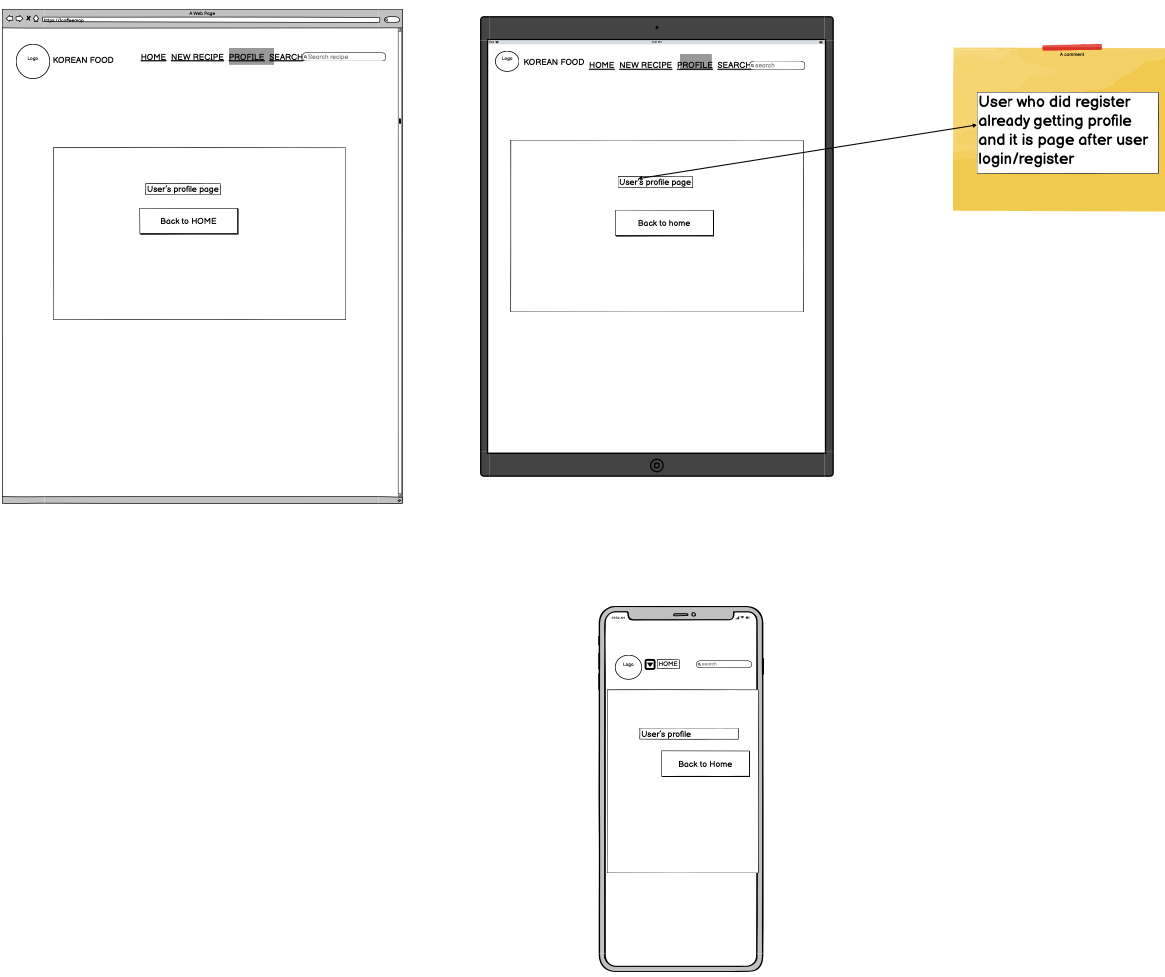 A Web Page
Logo
KOREAN FOOD
HOME NEW RECIPE PROFILE SEARCH
Search recipe
User's profile page
Back to HOME
Logo
KOREAN FOOD
HOME NEW RECIPE PROFILE SEARCH
search
User's profile page
Back to home
A comment
User who did register
already getting profile
and it is page after user
login/register
Logo
HOME
search
User's profile
Back to Home